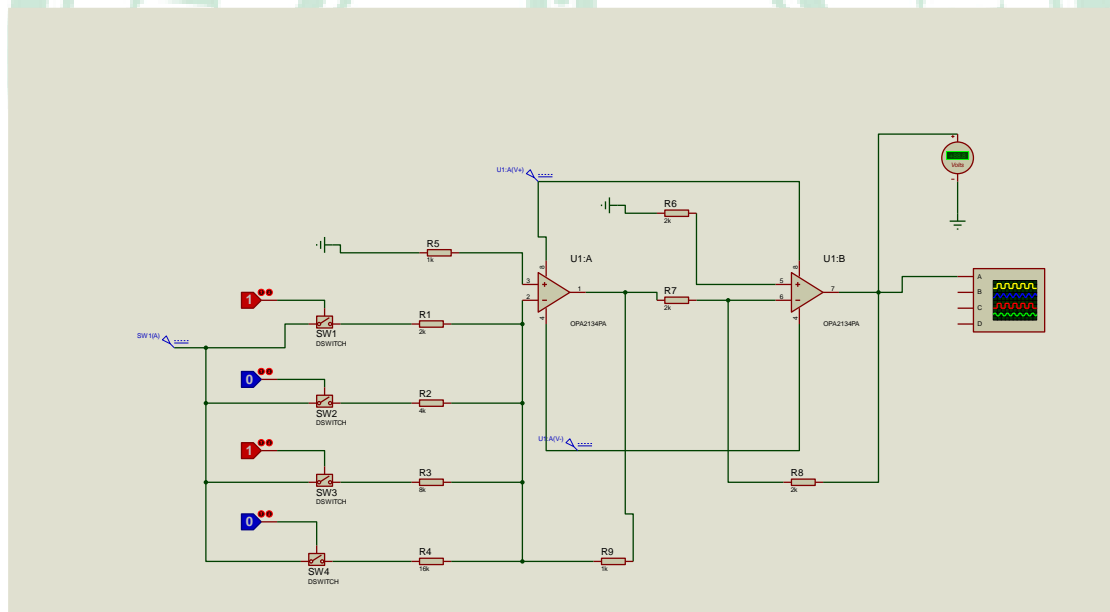 U1:A(V+)
R6
2k
Volts
R5
1k
U1:A
U1:B
3
2
8
4
1
5
6
8
4
7
R7
2k
OPA2134PA
OPA2134PA
A
B
C
D
1
SW1
DSWITCH
R1
2k
SW1(A)
0
SW2
DSWITCH
R2
4k
U1:A(V-)
1
SW3
DSWITCH
R3
8k
R8
2k
0
SW4
DSWITCH
R4
16k
R9
1k